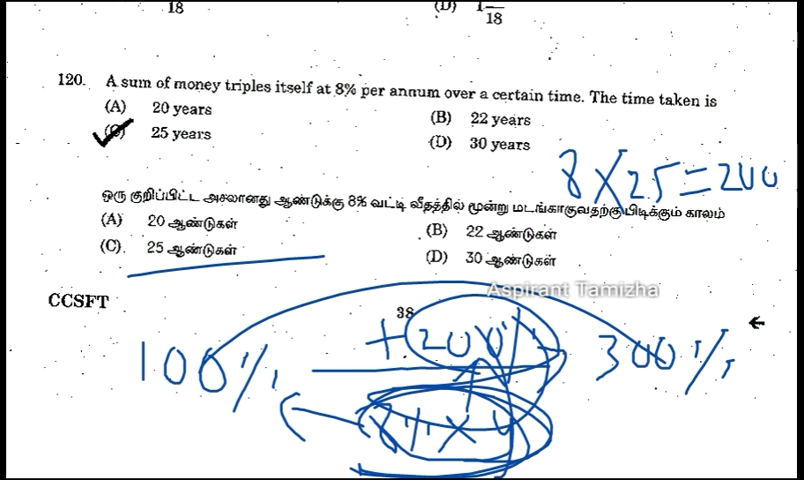 18
(D) 1 —
18
120. A sum of money triples itself at 8% per annum over a certain time. The time taken is
(A) 20 years
(B) 22 years
(C) 25 years
(D) 30 years
8 X 25 = 200
ஒரு குறிப்பிட்ட அசலானது ஆண்டுக்கு 8% வட்டி வீதத்தில் மூன்று மடங்காகுவதற்கு பிடிக்கும் காலம்
(A) 20 ஆண்டுகள்
(B) 22 ஆண்டுகள்
(C). 25 ஆண்டுகள்
(D) 30 ஆண்டுகள்
Aspirant Tamizha
CCSFT
38
←
100% +200% 300%
8% X